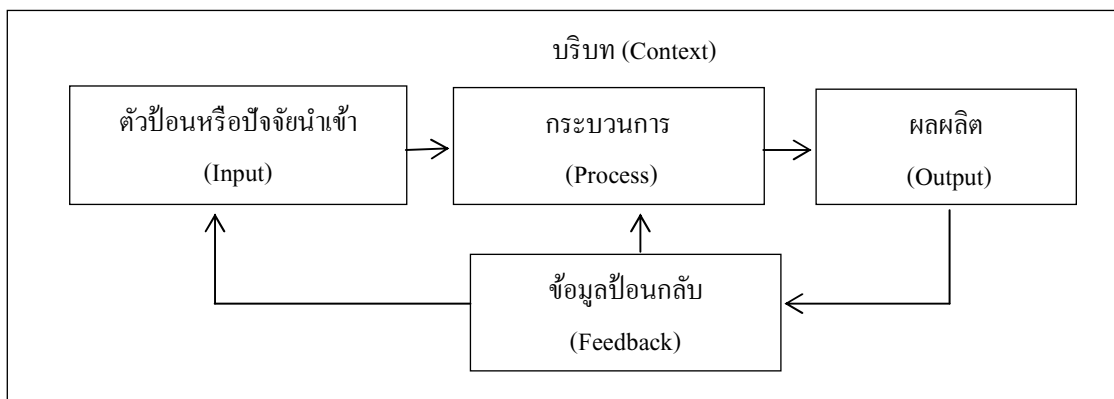 บริบท (Context)
ตัวป้อนหรือปัจจัยนำเข้า
(Input)
กระบวนการ
(Process)
ผลผลิต
(Output)
ข้อมูลป้อนกลับ
(Feedback)